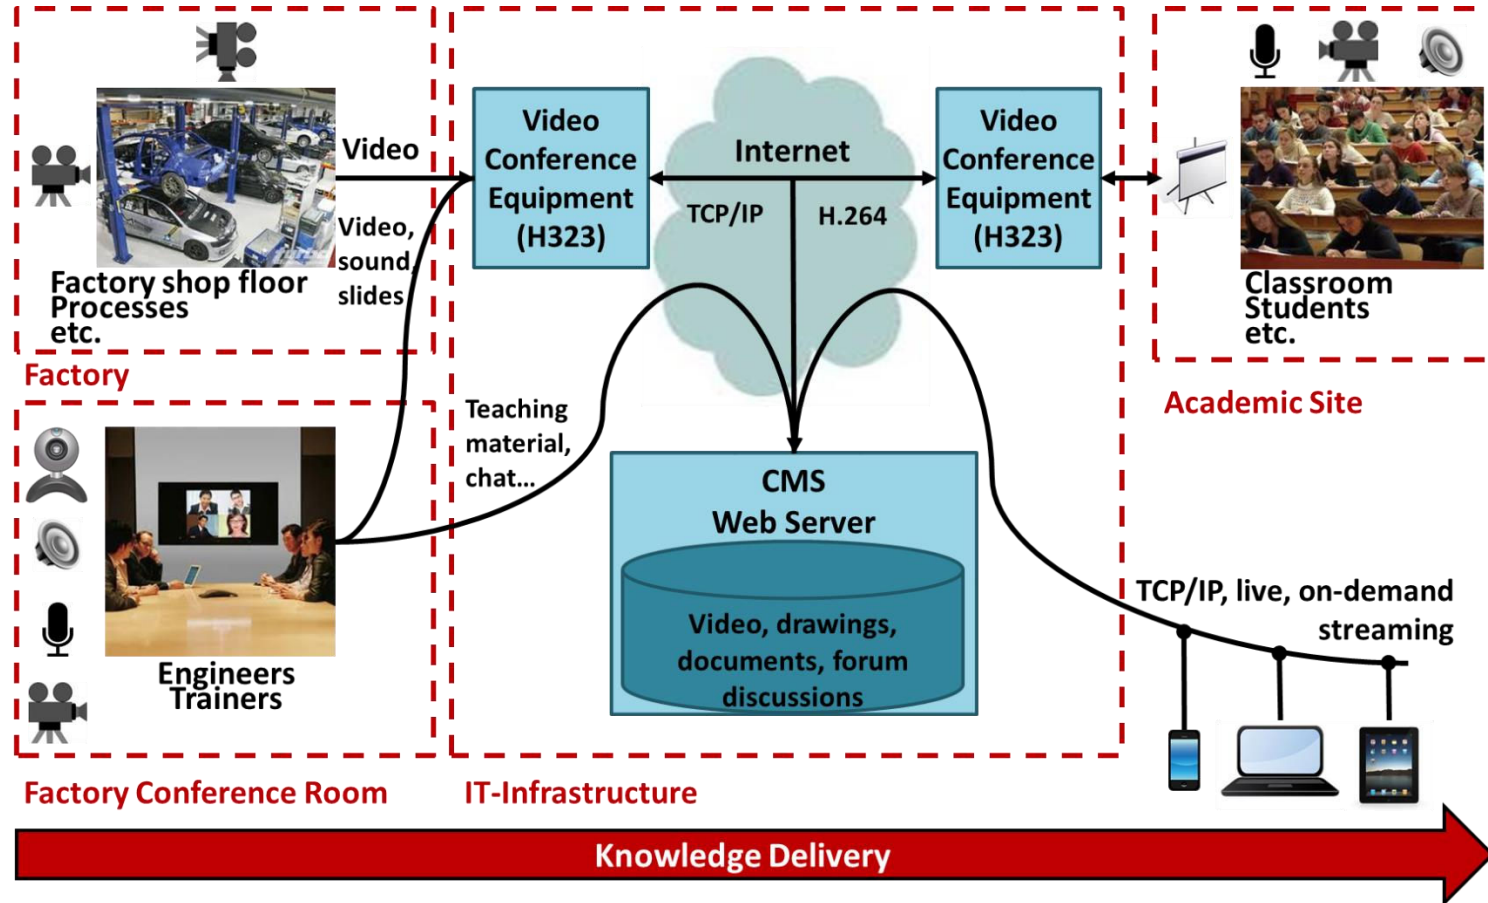 Video
Video,
sound,
slides
Factory shop floor
Processes
etc.
Factory
Engineers
Trainers
Factory Conference Room
Video
Conference
Equipment
(H323)
Internet
TCP/IP
H.264
Video
Conference
Equipment
(H323)
Teaching
material,
chat...
CMS
Web Server
Video, drawings,
documents, forum
discussions
IT-Infrastructure
Classroom
Students
etc.
Academic Site
TCP/IP, live, on-demand
streaming
Knowledge Delivery